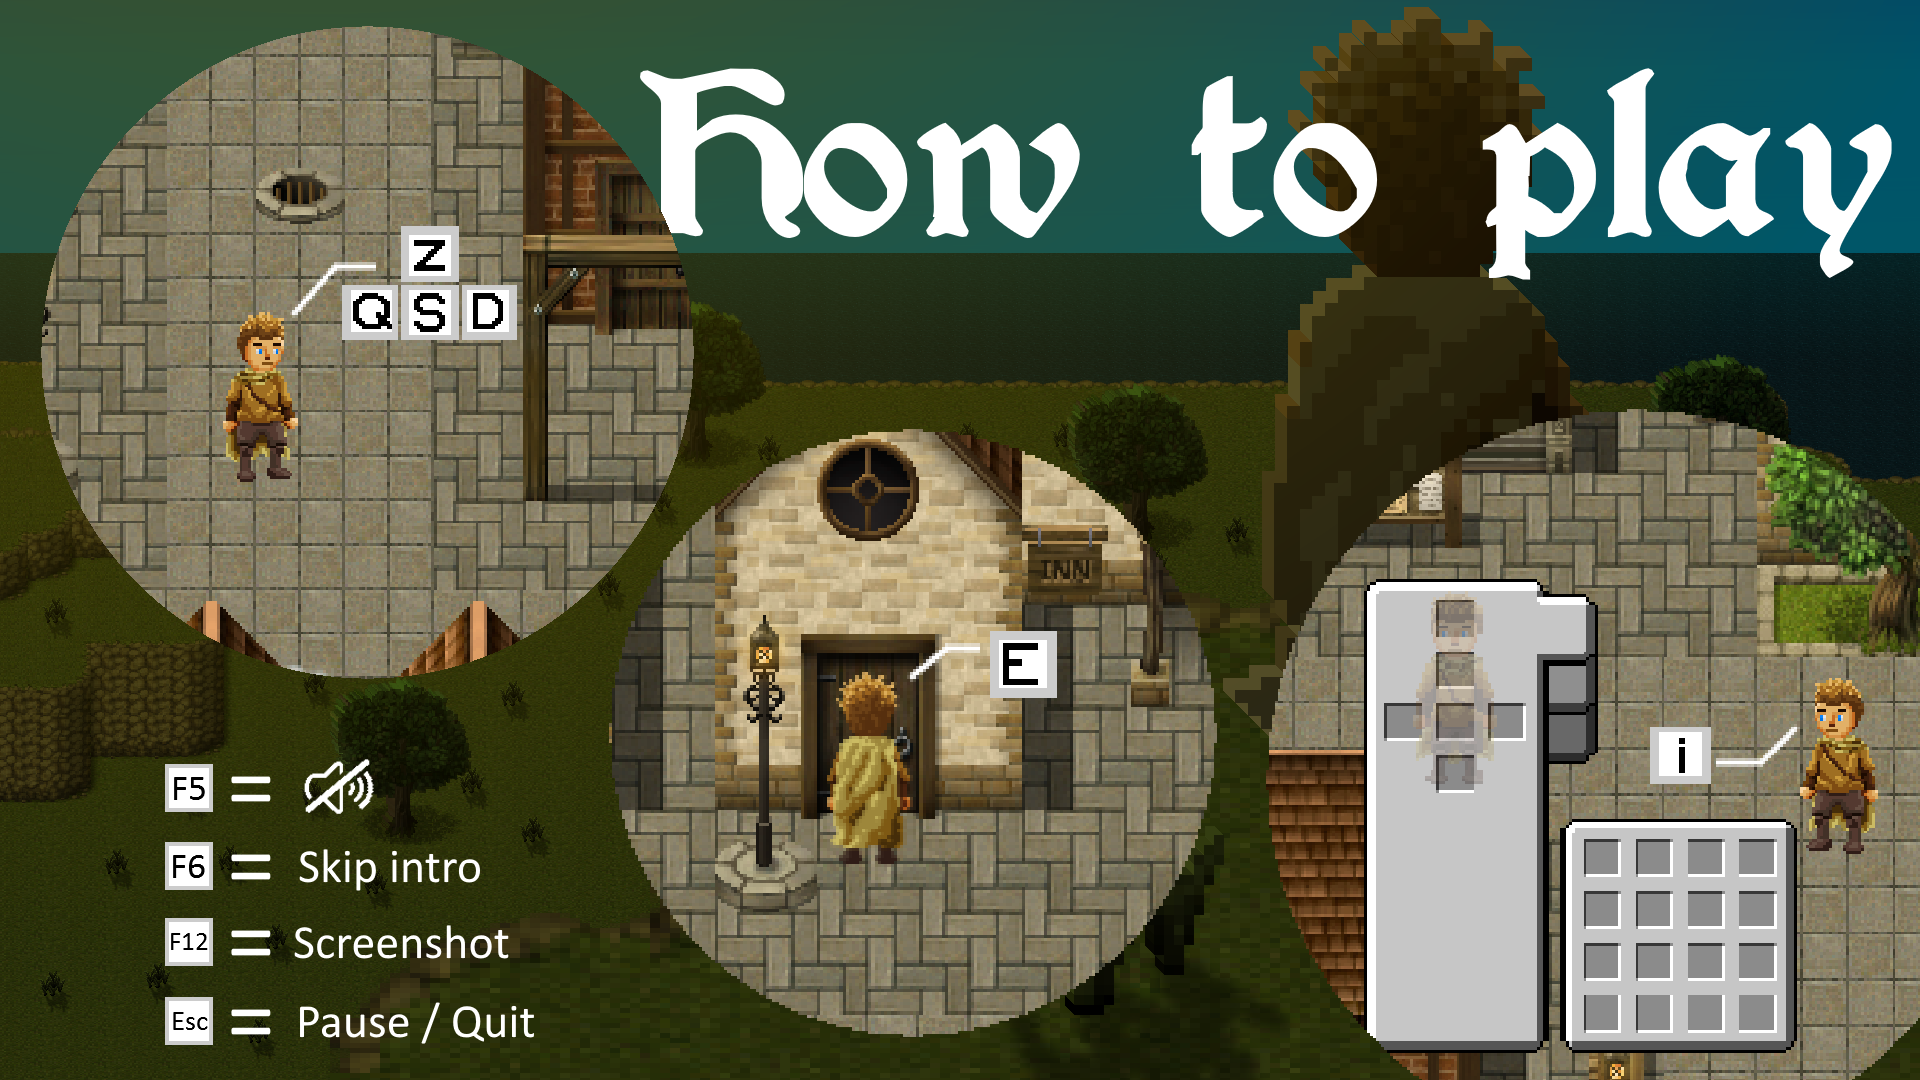 How to play
Z
Q S D
INN
E
i
F5 =
F6 = Skip intro
F12 = Screenshot
Esc = Pause / Quit